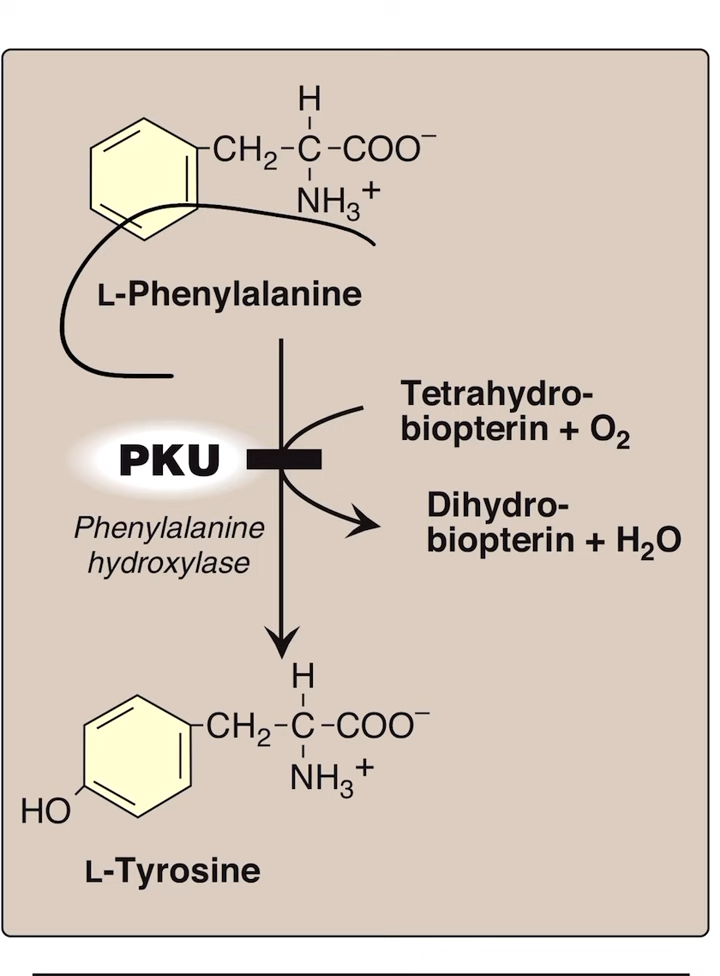 H
CH₂-C-COO⁻
NH₃⁺
L-Phenylalanine
Tetrahydro-
biopterin + O₂
PKU
Dihydro-
biopterin + H₂O
Phenylalanine
hydroxylase
H
CH₂-C-COO⁻
NH₃⁺
HO
L-Tyrosine